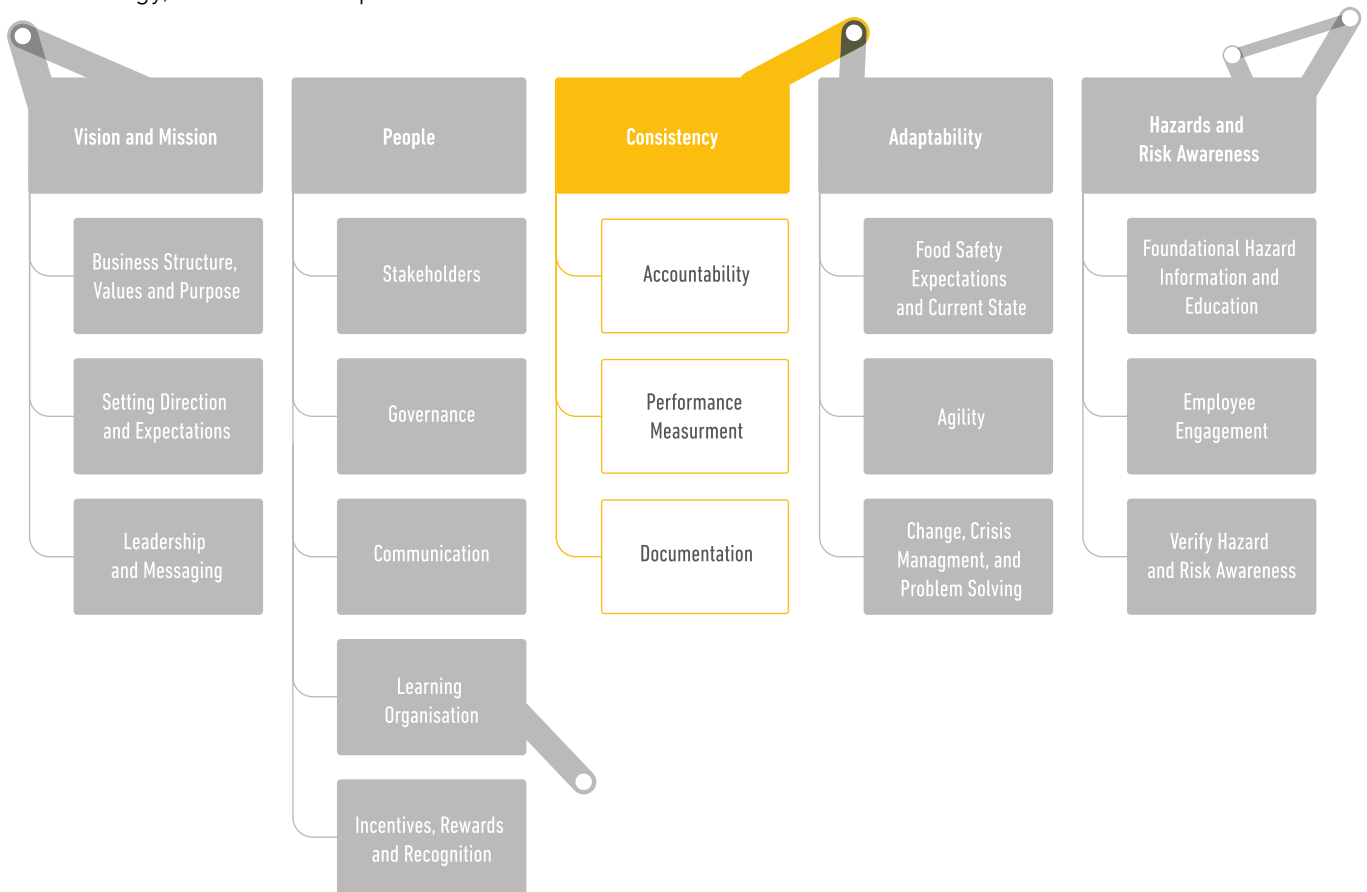 Vision and Mission
Business Structure,
Values and Purpose
Setting Direction
and Expectations
Leadership
and Messaging
People
Stakeholders
Governance
Communication
Learning
Organisation
Incentives, Rewards
and Recognition
Consistency
Accountability
Performance
Measurment
Documentation
Adaptability
Food Safety
Expectations
and Current State
Agility
Change, Crisis
Managment, and
Problem Solving
Hazards and
Risk Awareness
Foundational Hazard
Information and
Education
Employee
Engagement
Verify Hazard
and Risk Awareness